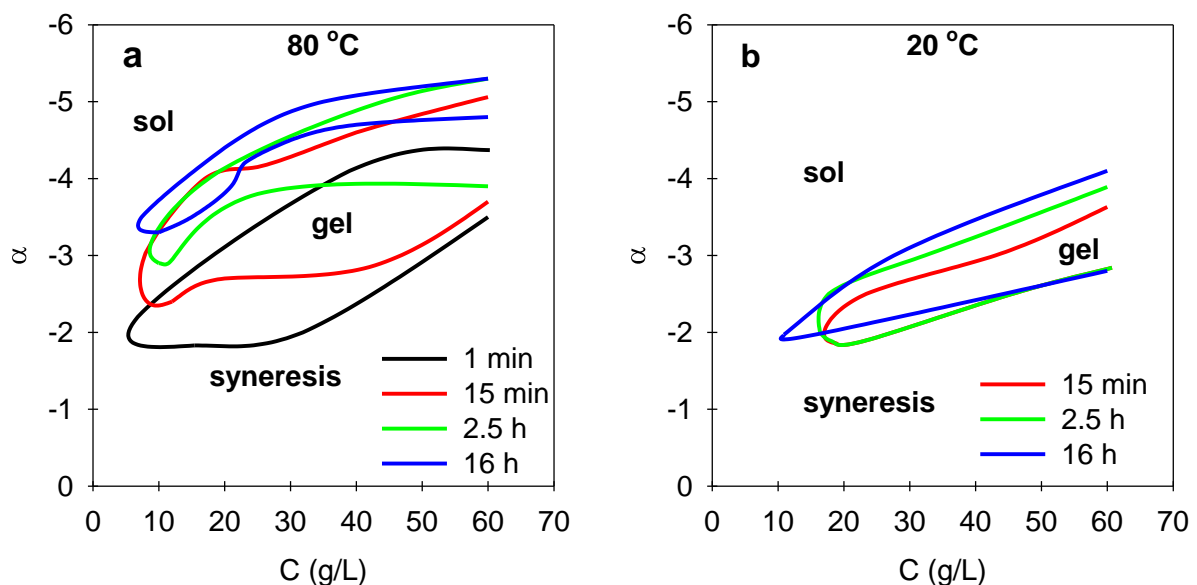 a
80 °C
-6
-5
-4
-3
-2
-1
0
α
sol
gel
syneresis
1 min
15 min
2.5 h
16 h
0 10 20 30 40 50 60 70
C (g/L)
b
20 °C
-6
-5
-4
-3
-2
-1
0
α
sol
gel
syneresis
15 min
2.5 h
16 h
0 10 20 30 40 50 60 70
C (g/L)